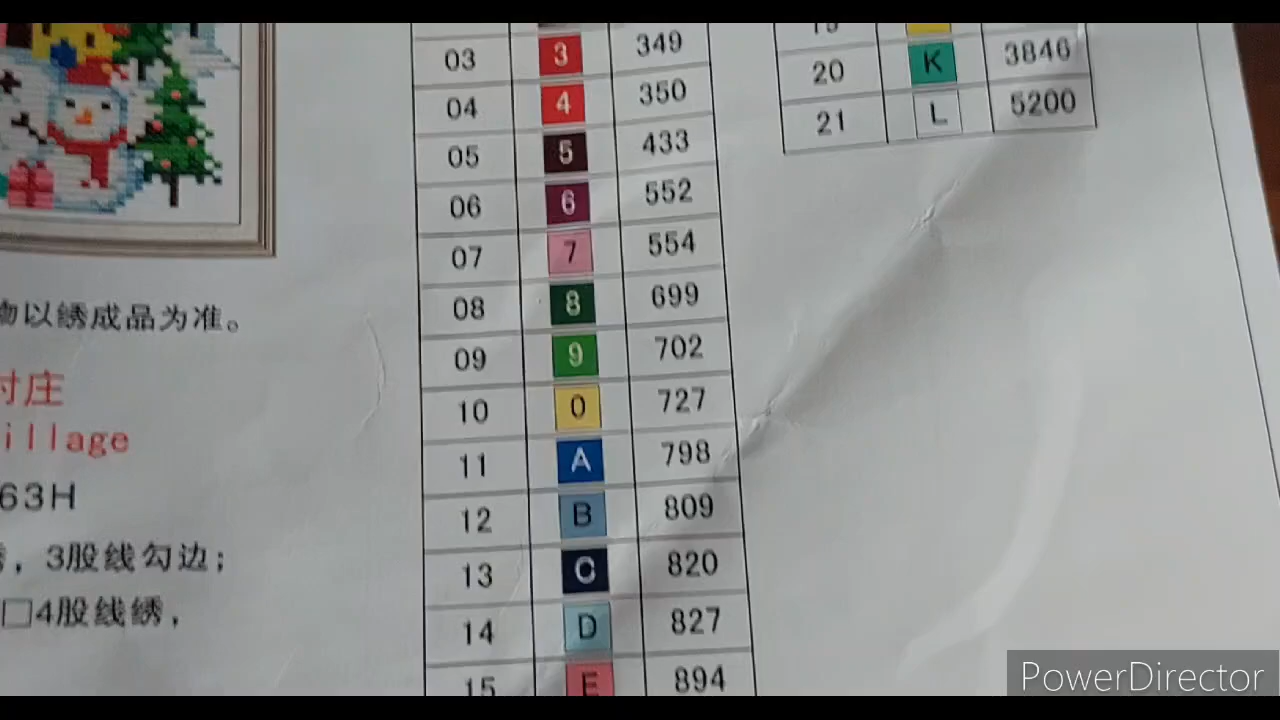 物以绣成品为准。
村庄
illage
63H
，3股线勾边；
□4股线绣，
03 3 349
04 4 350
05 5 433
06 6 552
07 7 554
08 8 699
09 9 702
10 0 727
11 A 798
12 B 809
13 C 820
14 D 827
15 E 894
19
20 K 3846
21 L 5200
PowerDirector